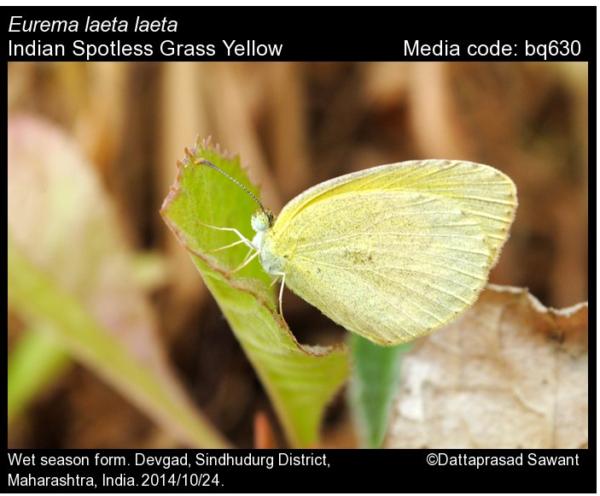 Eurema laeta laeta
Indian Spotless Grass Yellow Media code: bq630
Wet season form. Devgad, Sindhudurg District, ©Dattaprasad Sawant
Maharashtra, India. 2014/10/24.